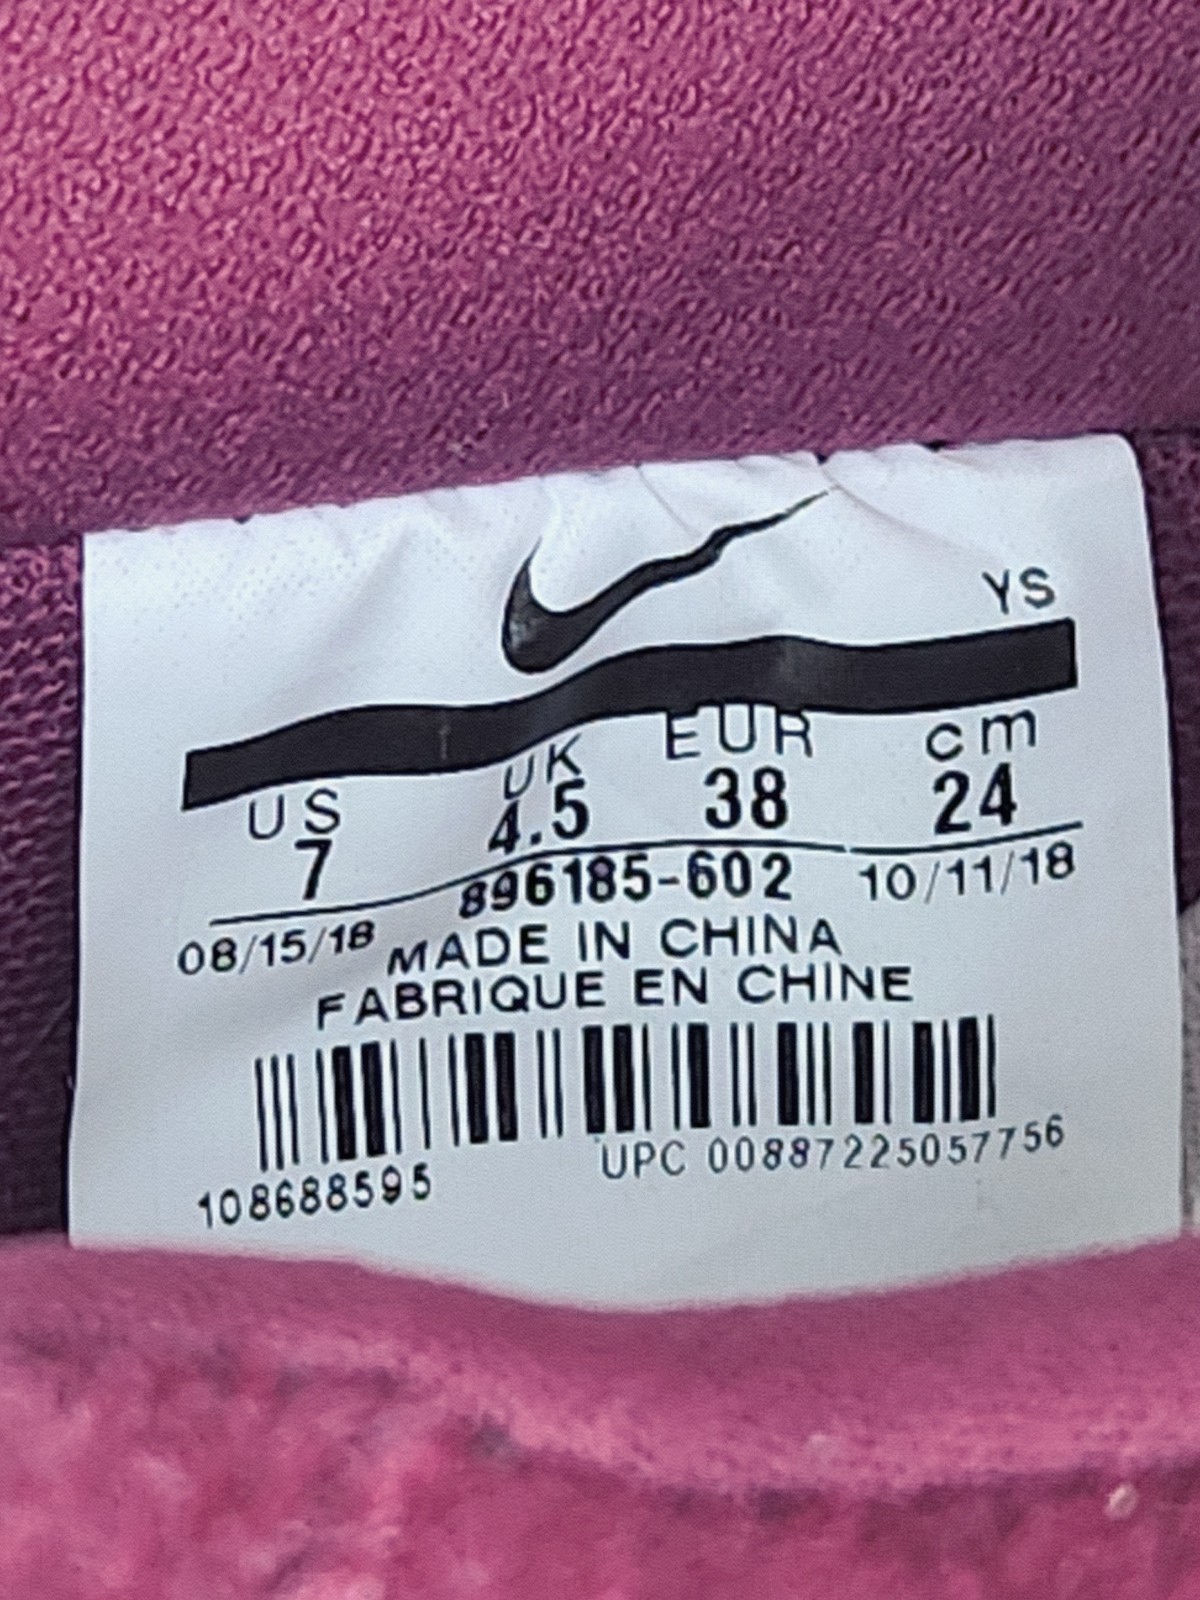 YS
US UK EUR cm
7 4.5 38 24
08/15/18 896185-602 10/11/18
MADE IN CHINA
FABRIQUE EN CHINE
108688595 UPC 00887225057756